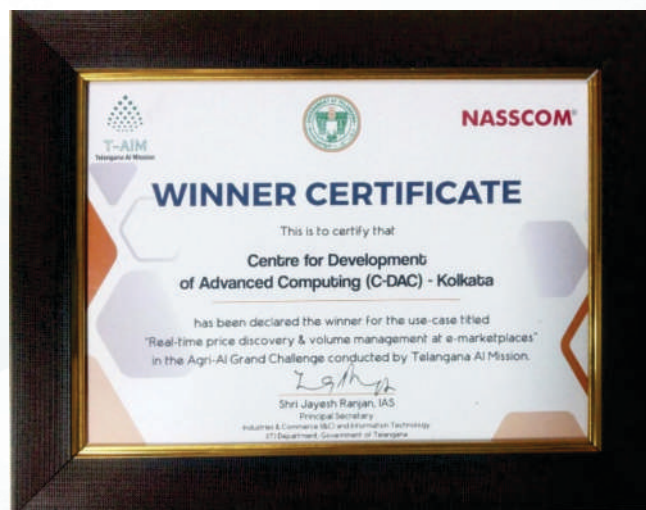 T-AIM
Telangana AI Mission
NASSCOM®
WINNER CERTIFICATE
This is to certify that
Centre for Development
of Advanced Computing (C-DAC) - Kolkata
has been declared the winner for the use-case titled
"Real-time price discovery & volume management at e-marketplaces"
in the Agri-AI Grand Challenge conducted by Telangana AI Mission.
Shri Jayesh Ranjan, IAS
Principal Secretary
Industries & Commerce (I&C) and Information Technology
(IT) Department, Government of Telangana